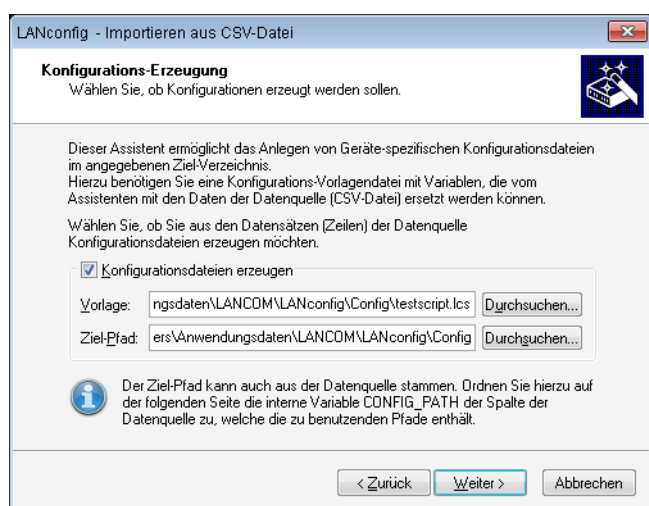 LANconfig - Importieren aus CSV-Datei
Konfigurations-Erzeugung
Wählen Sie, ob Konfigurationen erzeugt werden sollen.
Dieser Assistent ermöglicht das Anlegen von Geräte-spezifischen Konfigurationsdateien
im angegebenen Ziel-Verzeichnis.
Hierzu benötigen Sie eine Konfigurations-Vorlagendatei mit Variablen, die vom
Assistenten mit den Daten der Datenquelle (CSV-Datei) ersetzt werden können.
Wählen Sie, ob Sie aus den Datensätzen (Zeilen) der Datenquelle
Konfigurationsdateien erzeugen möchten.
Konfigurationsdateien erzeugen
Vorlage: ngsdaten\LANCOM\LANconfig\Config\testscript.lcs Durchsuchen...
Ziel-Pfad: ers\Anwendungsdaten\LANCOM\LANconfig\Config Durchsuchen...
Der Ziel-Pfad kann auch aus der Datenquelle stammen. Ordnen Sie hierzu auf
der folgenden Seite die interne Variable CONFIG_PATH der Spalte der
Datenquelle zu, welche die zu benutzenden Pfade enthält.
< Zurück Weiter > Abbrechen